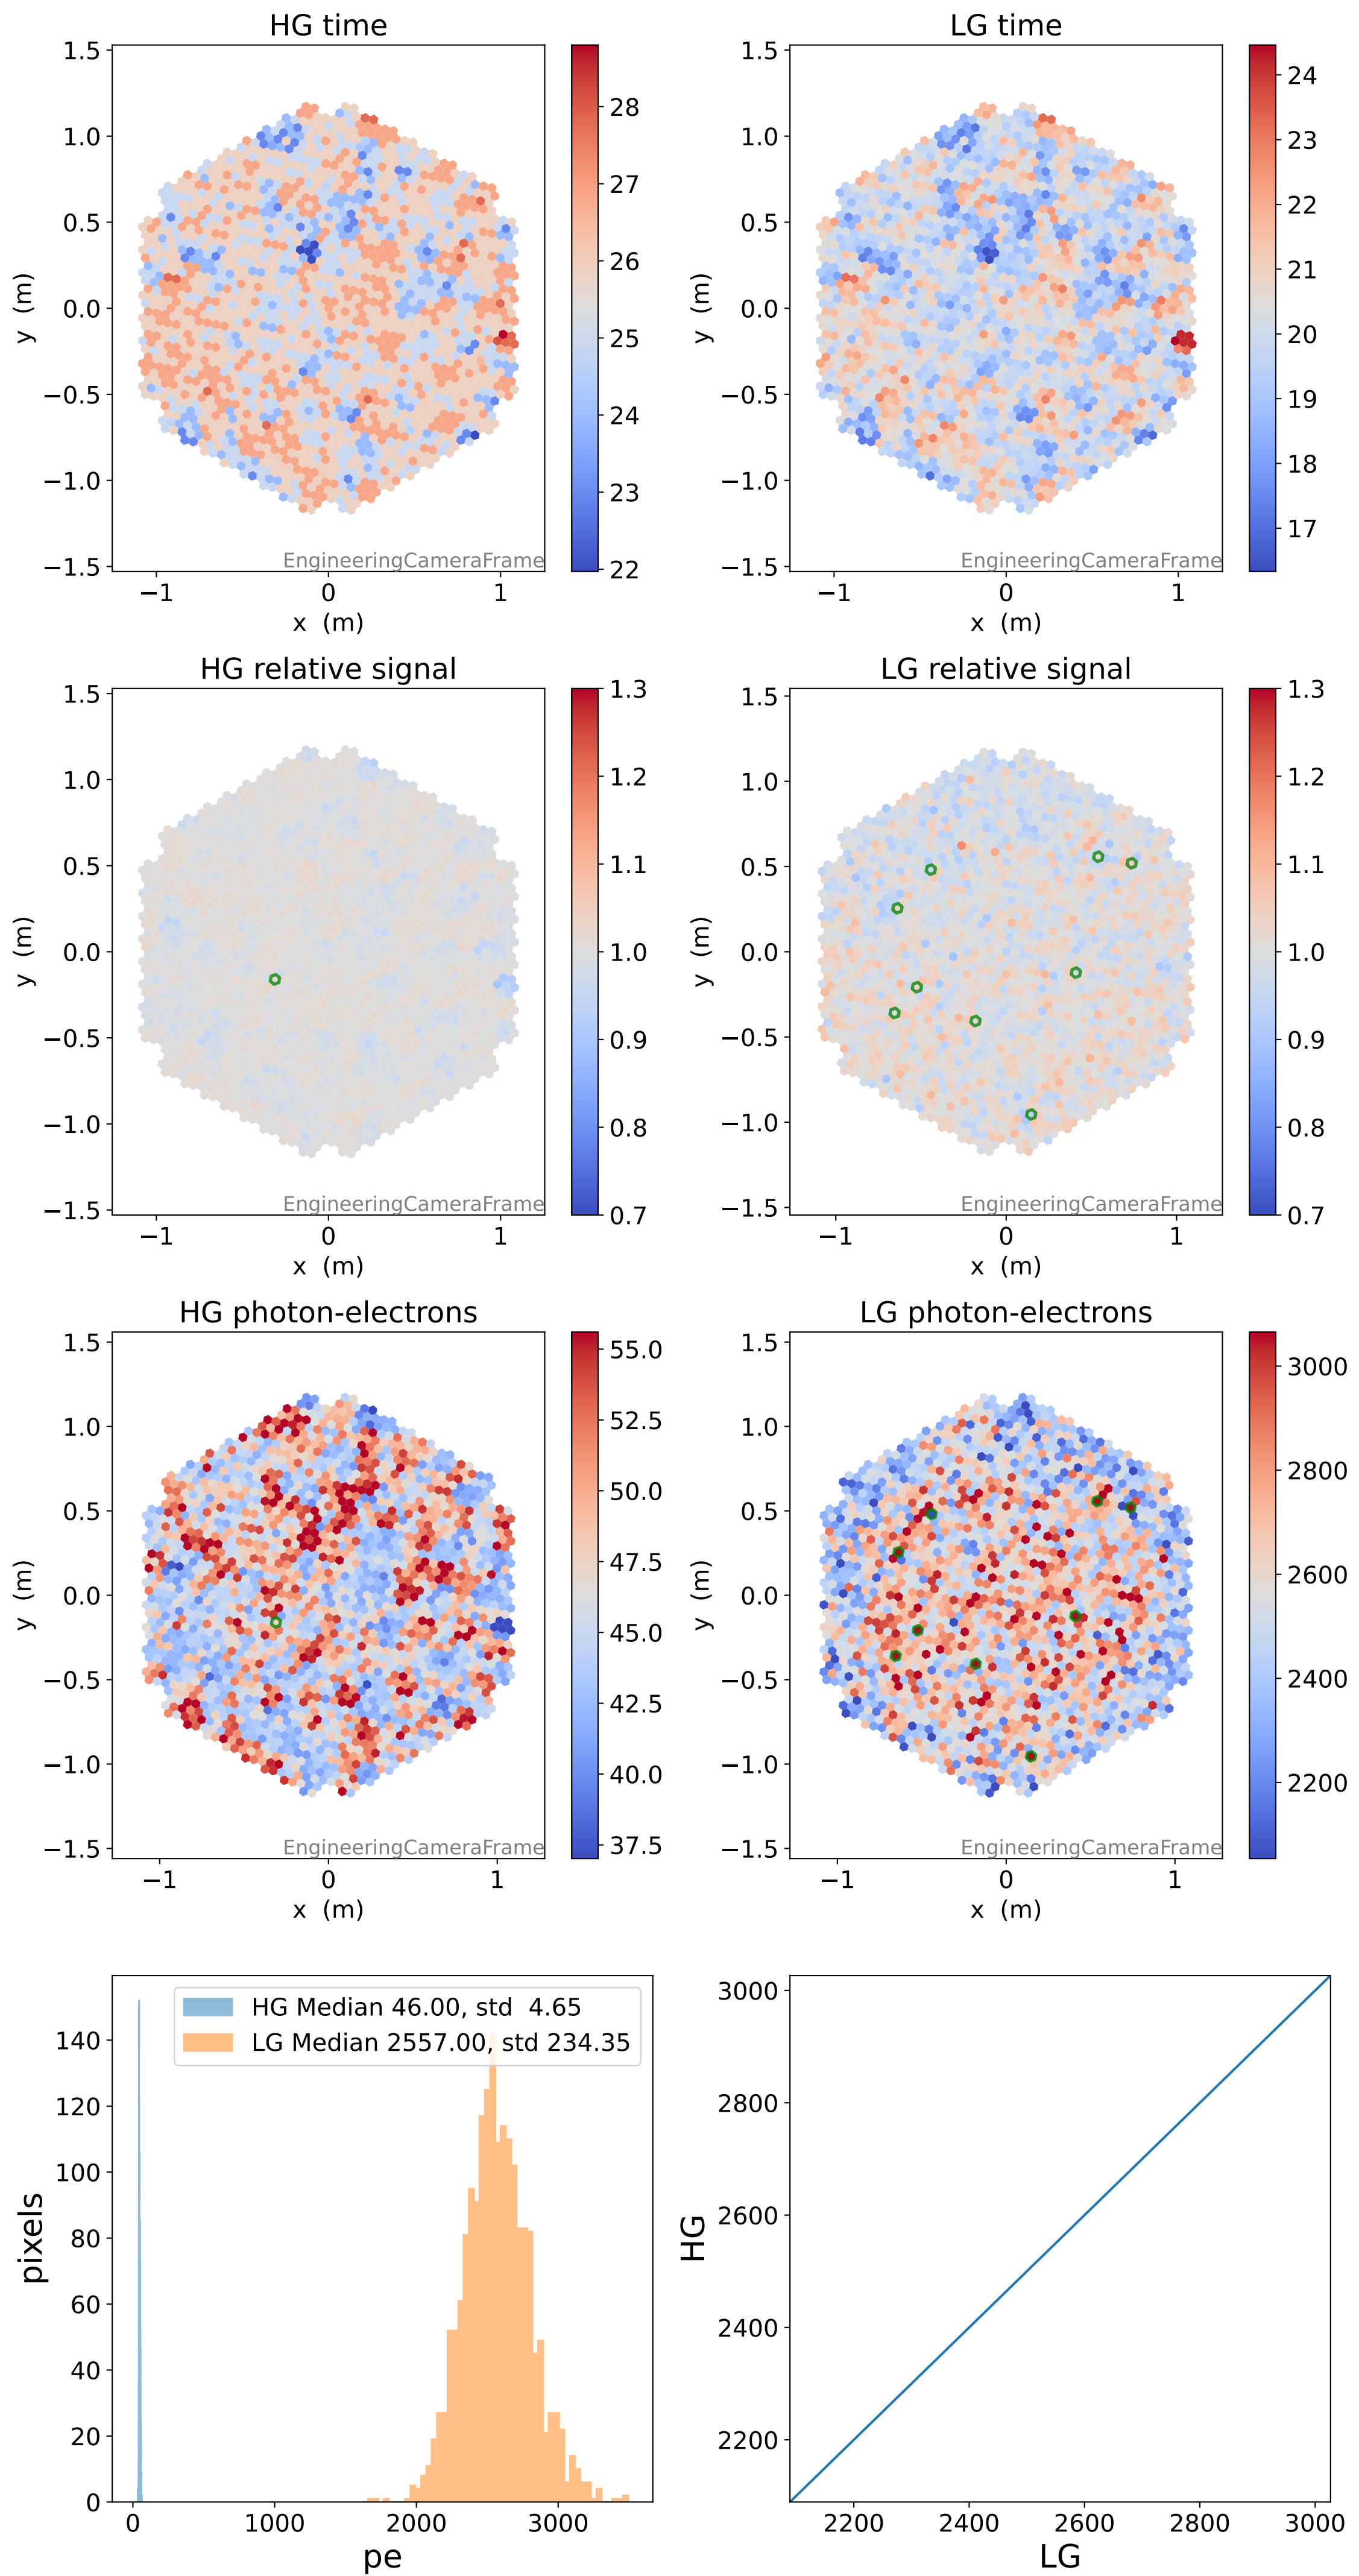 HG time
1.5
1.0
0.5
0.0
−0.5
−1.0
−1.5
y (m)
−1 0 1
x (m)
EngineeringCameraFrame
28
27
26
25
24
23
22
LG time
1.5
1.0
0.5
0.0
−0.5
−1.0
−1.5
y (m)
−1 0 1
x (m)
EngineeringCameraFrame
24
23
22
21
20
19
18
17
HG relative signal
1.5
1.0
0.5
0.0
−0.5
−1.0
−1.5
y (m)
−1 0 1
x (m)
EngineeringCameraFrame
1.3
1.2
1.1
1.0
0.9
0.8
0.7
LG relative signal
1.5
1.0
0.5
0.0
−0.5
−1.0
−1.5
y (m)
−1 0 1
x (m)
EngineeringCameraFrame
1.3
1.2
1.1
1.0
0.9
0.8
0.7
HG photon-electrons
1.5
1.0
0.5
0.0
−0.5
−1.0
−1.5
y (m)
−1 0 1
x (m)
EngineeringCameraFrame
55.0
52.5
50.0
47.5
45.0
42.5
40.0
37.5
LG photon-electrons
1.5
1.0
0.5
0.0
−0.5
−1.0
−1.5
y (m)
−1 0 1
x (m)
EngineeringCameraFrame
3000
2800
2600
2400
2200
HG Median 46.00, std 4.65
LG Median 2557.00, std 234.35
140
120
100
80
60
40
20
0
pixels
0 1000 2000 3000
pe
3000
2800
2600
2400
2200
HG
2200 2400 2600 2800 3000
LG